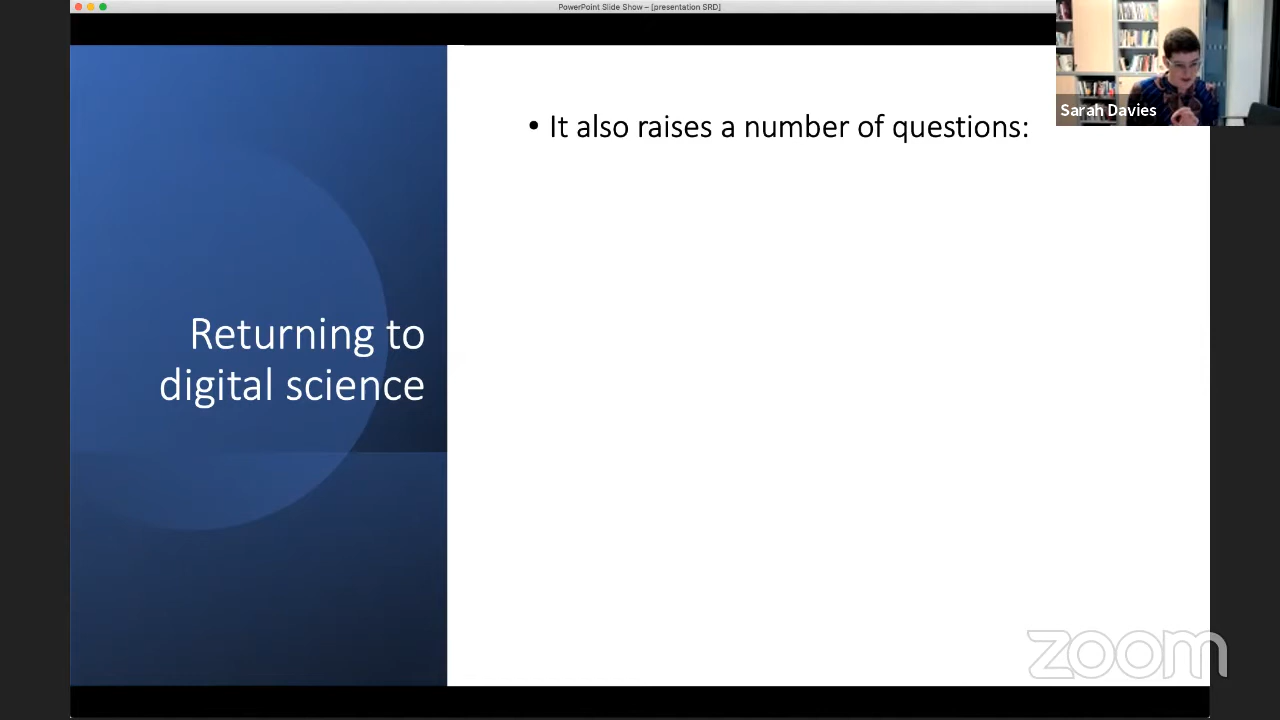 PowerPoint Slide Show – [presentation SRD]
Sarah Davies
• It also raises a number of questions:
Returning to
digital science
zoom